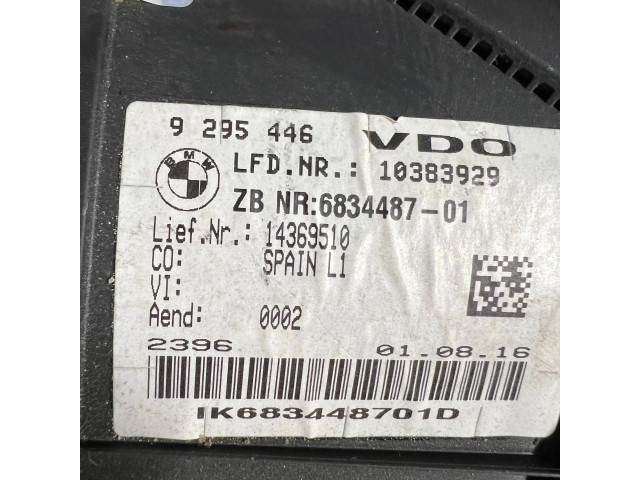 9 295 446 VDO
BMW
LFD.NR.: 10383929
ZB NR:6834487-01
Lief.Nr.: 14369510
CO: SPAIN L1
VI:
Aend: 0002
2396 01.08.16
IK683448701D